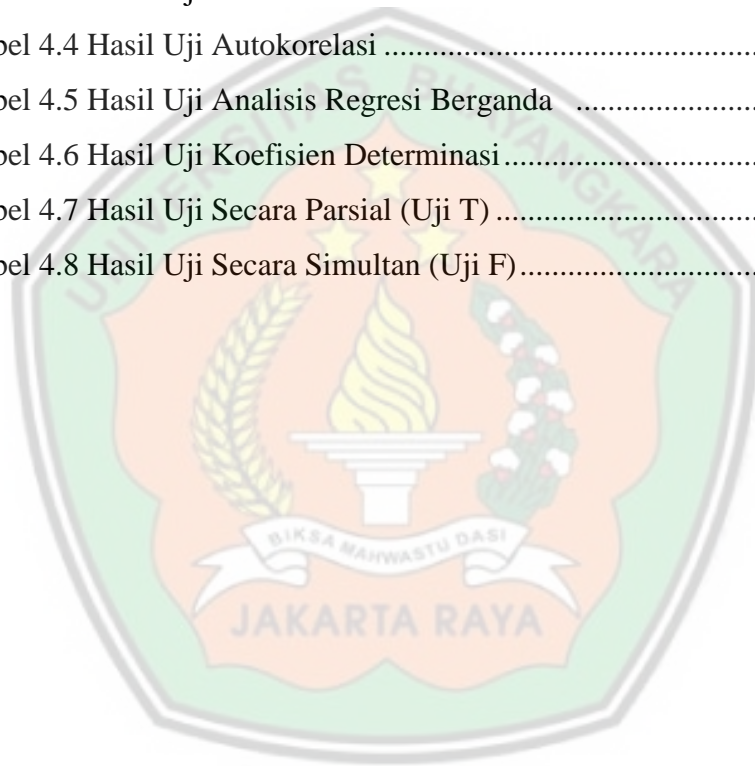 bel 4.4 Hasil Uji Autokorelasi ........................................
bel 4.5 Hasil Uji Analisis Regresi Berganda ......................
bel 4.6 Hasil Uji Koefisien Determinasi ............................
bel 4.7 Hasil Uji Secara Parsial (Uji T) .............................
bel 4.8 Hasil Uji Secara Simultan (Uji F) ..........................
UNIVERSITAS BHAYANGKARA
BIKSA MAHWASTU DASI
JAKARTA RAYA